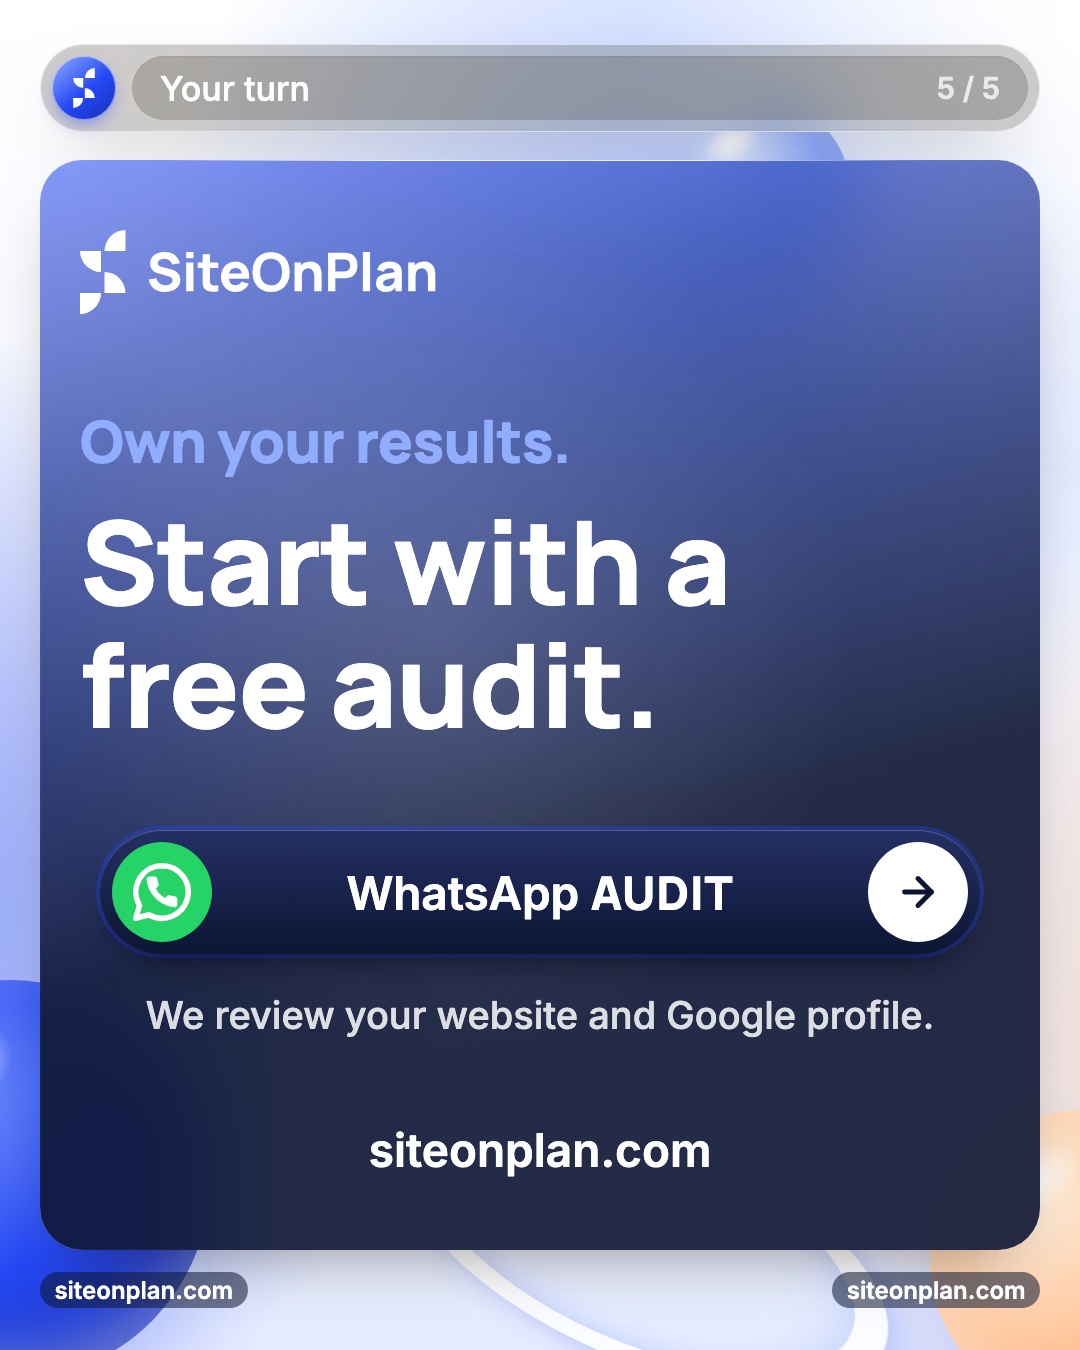 Your turn
5 / 5
SiteOnPlan
Own your results.
Start with a
free audit.
WhatsApp AUDIT
We review your website and Google profile.
siteonplan.com
siteonplan.com
siteonplan.com